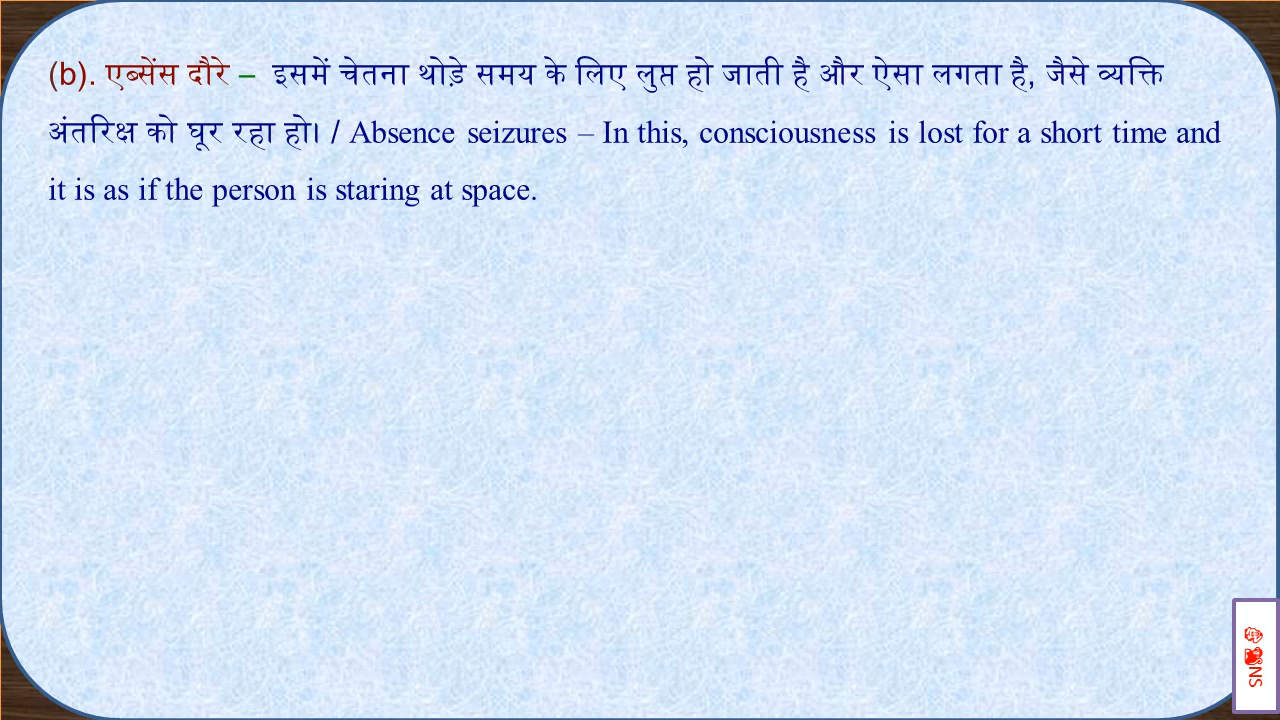 (b). एब्सेंस दौरे – इसमें चेतना थोड़े समय के लिए लुप्त हो जाती है और ऐसा लगता है, जैसे व्यक्ति
अंतरिक्ष को घूर रहा हो। / Absence seizures – In this, consciousness is lost for a short time and
it is as if the person is staring at space.
NS